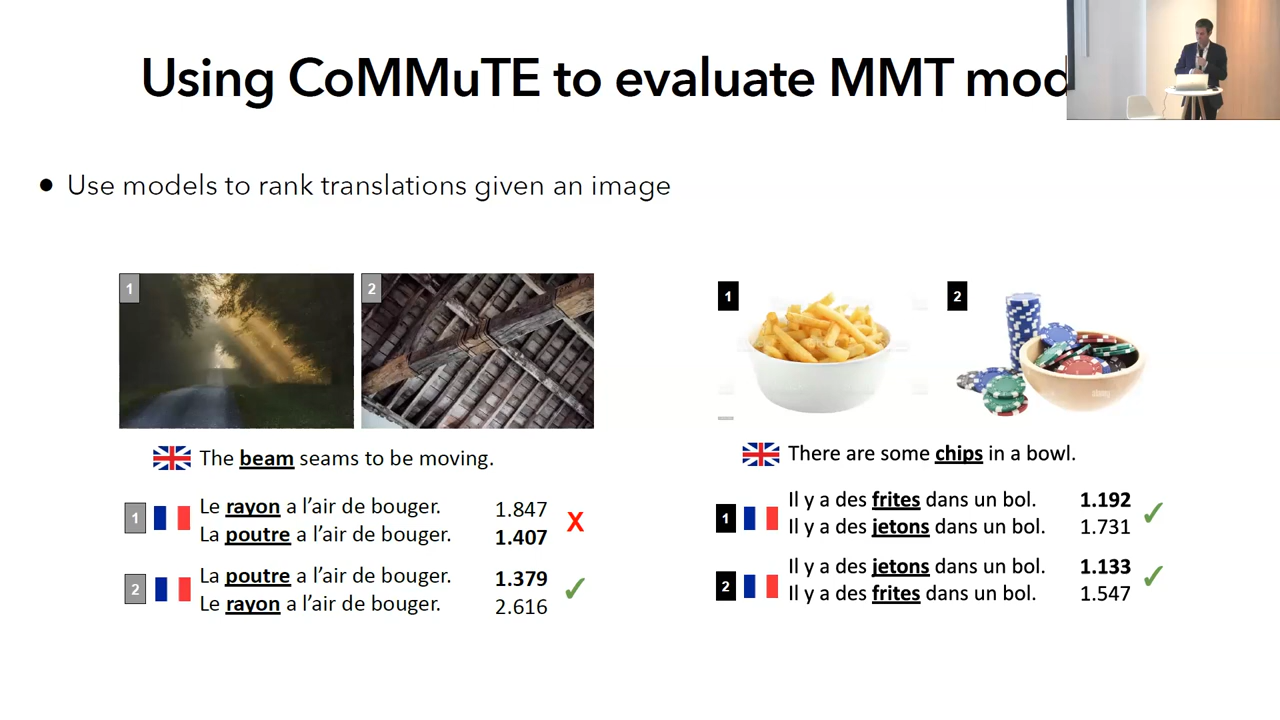 Using CoMMuTE to evaluate MMT mod
• Use models to rank translations given an image
1
2
The beam seams to be moving.
1
Le rayon a l'air de bouger. 1.847
La poutre a l'air de bouger. 1.407
X
2
La poutre a l'air de bouger. 1.379
Le rayon a l'air de bouger. 2.616
✓
1
2
There are some chips in a bowl.
1
Il y a des frites dans un bol. 1.192
Il y a des jetons dans un bol. 1.731
✓
2
Il y a des jetons dans un bol. 1.133
Il y a des frites dans un bol. 1.547
✓